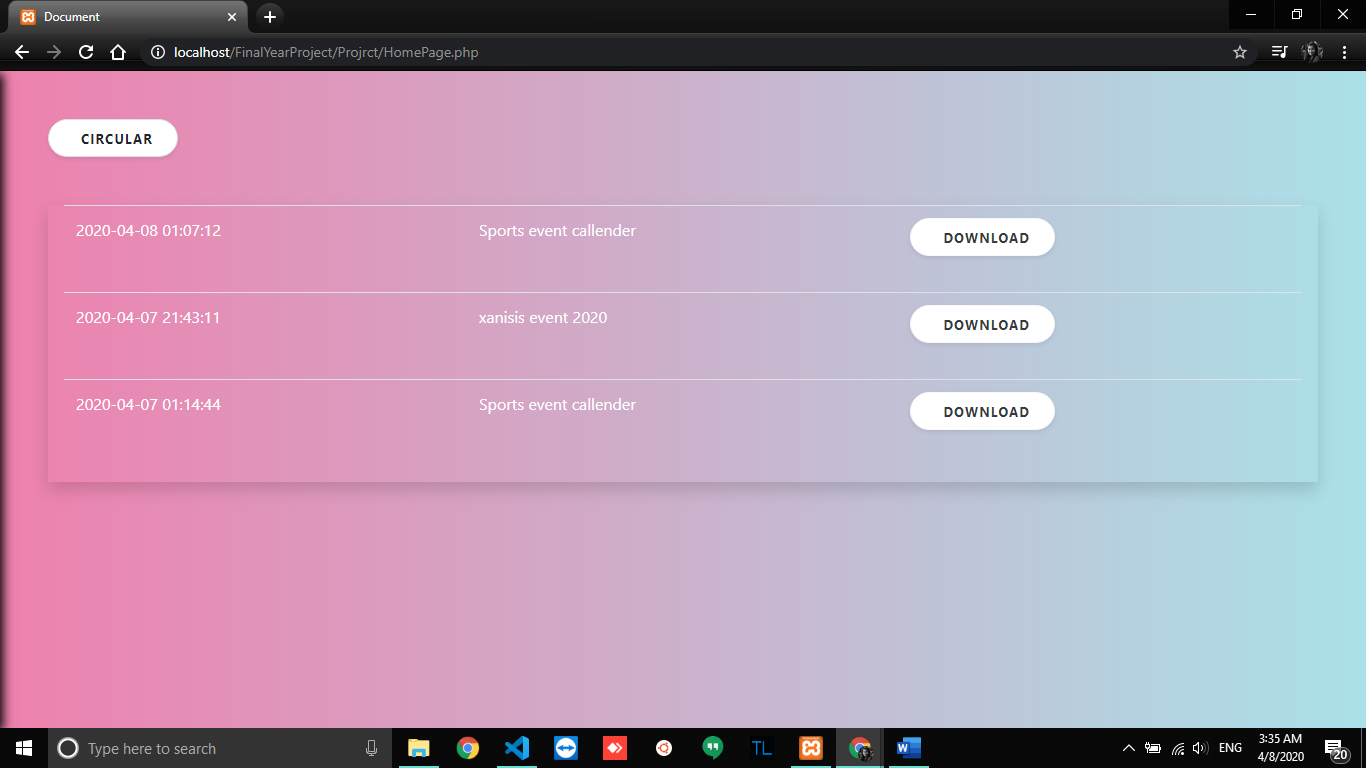 Document
localhost/FinalYearProject/Projrct/HomePage.php
CIRCULAR
2020-04-08 01:07:12 Sports event callender DOWNLOAD
2020-04-07 21:43:11 xanisis event 2020 DOWNLOAD
2020-04-07 01:14:44 Sports event callender DOWNLOAD
Type here to search TL W ENG 3:35 AM
4/8/2020 20